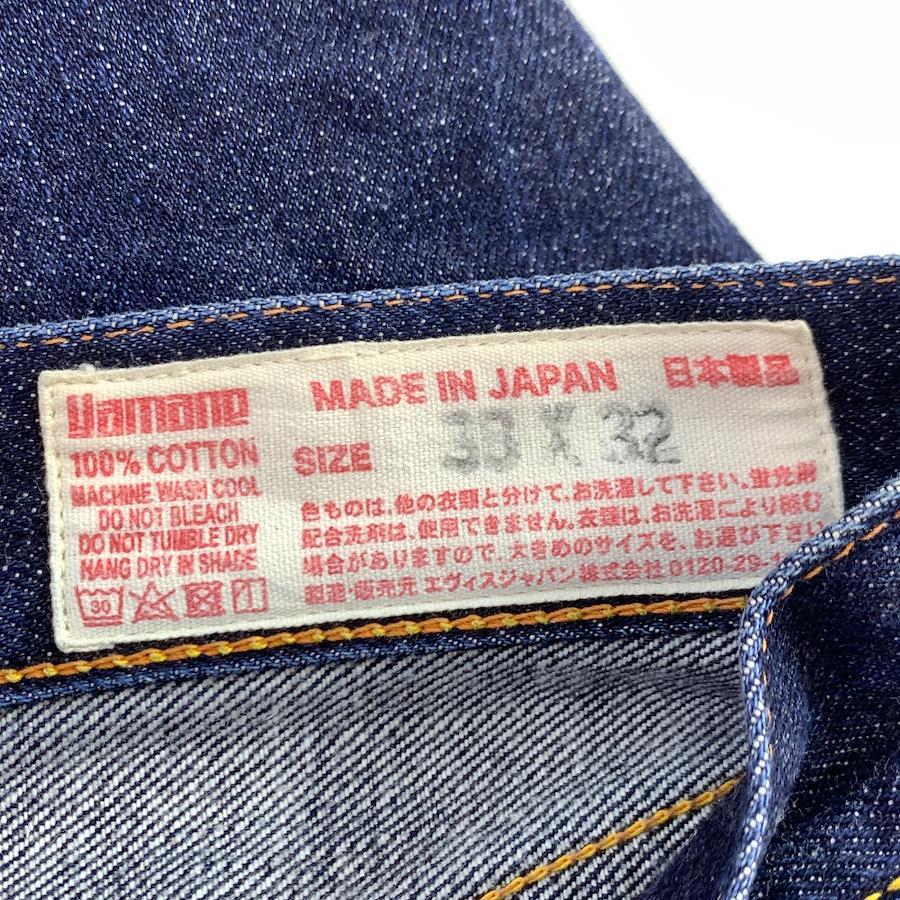 Yamane
100% COTTON
MACHINE WASH COOL
DO NOT BLEACH
DO NOT TUMBLE DRY
HANG DRY IN SHADE
30
MADE IN JAPAN 日本製品
SIZE 33 X 32
色ものは、他の衣類と分けて、お洗濯して下さい。蛍光剤
配合洗剤は、使用できません。衣類は、お洗濯により縮む
場合がありますので、大きめのサイズを、お選び下さい
製造・販売元 エヴィスジャパン株式会社 0120-29-1